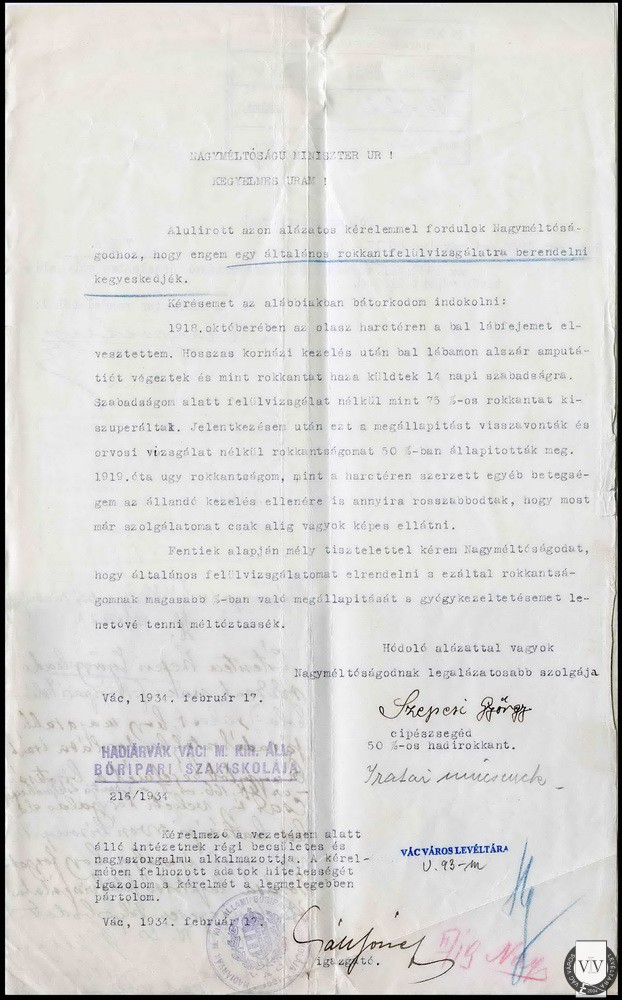 NAGYMÉLTÓSÁGU MINISZTER UR !
KEGYELMES URAM !
Alulirott azon alázatos kérelemmel fordulok Nagyméltósá-
godhoz, hogy engem egy általános rokkantfelülvizsgálatra berendelni
kegyeskedjék.
Kérésemet az alábbiakban bátorkodom indokolni:
1918.októberében az olasz harctéren a bal lábfejemet el-
vesztettem. Hosszas korházi kezelés után bal lábamon alszár amputá-
tiót végeztek és mint rokkantat haza küldtek 14 napi szabadságra.
Szabadságom alatt felülvizsgálat nélkül mint 75 %-os rokkantat ki-
szuperáltak. Jelentkezésem után ezt a megállapitást visszavonták és
orvosi vizsgálat nélkül rokkantságomat 50 %-ban állapitották meg.
1919.óta ugy rokkantságom, mint a harctéren szerzett egyéb betegsé-
gem az állandó kezelés ellenére is annyira rosszabbodtak, hogy most
már szolgálatomat csak alig vagyok képes ellátni.
Fentiek alapján mély tisztelettel kérem Nagyméltóságodat,
hogy általános felülvizsgálatomat elrendelni s ezáltal rokkantsá-
gomnak magasabb %-ban való megállapitását s gyógykezeltetésemet le-
hetővé tenni méltóztassék.
Hódoló alázattal vagyok
Nagyméltóságodnak legalázatosabb szolgája
Vác, 1934. február 17.
Szepesi György
cipészsegéd
50 %-os hadirokkant.
HADIÁRVÁK VÁCI M. KIR. ÁLL.
BŐRIPARI SZAKISKOLÁJA
Iratai nincsenek
216/1934
Kérelmező a vezetésem alatt
álló intézetnek régi becsületes és
nagyszorgalmu alkalmazottja. A kérel-
mében felhozott adatok hitelességét
igazolom s kérelmét a legmelegebben
pártolom.
VÁC VÁROS LEVÉLTÁRA
V. 93-m
Vác, 1934. február 17.
igazgató.